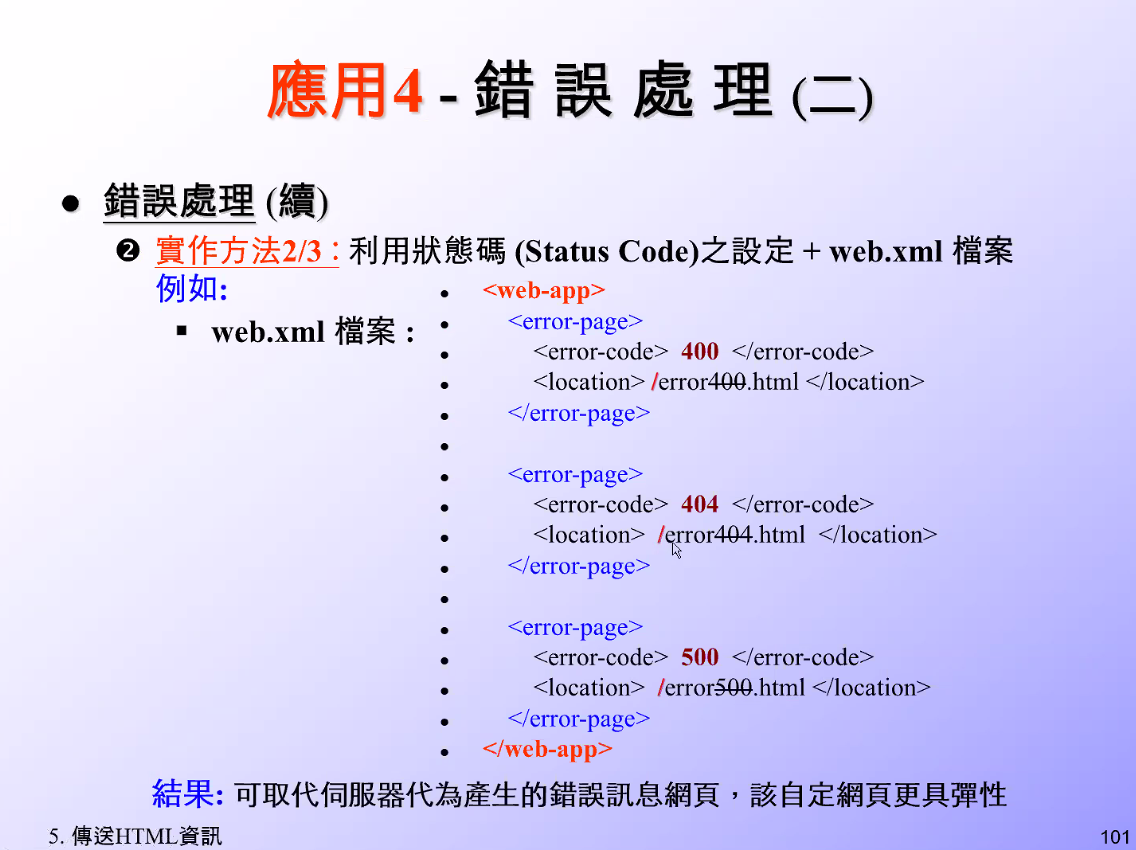 應用4 - 錯 誤 處 理 (二)
● 錯誤處理 (續)
❷ 實作方法2/3：利用狀態碼 (Status Code)之設定 + web.xml 檔案
例如:
▪ web.xml 檔案 :
● <web-app>
● <error-page>
● <error-code> 400 </error-code>
● <location> /error400.html </location>
● </error-page>
●
● <error-page>
● <error-code> 404 </error-code>
● <location> /error404.html </location>
● </error-page>
●
● <error-page>
● <error-code> 500 </error-code>
● <location> /error500.html </location>
● </error-page>
● </web-app>
結果: 可取代伺服器代為產生的錯誤訊息網頁，該自定網頁更具彈性
5. 傳送HTML資訊
101